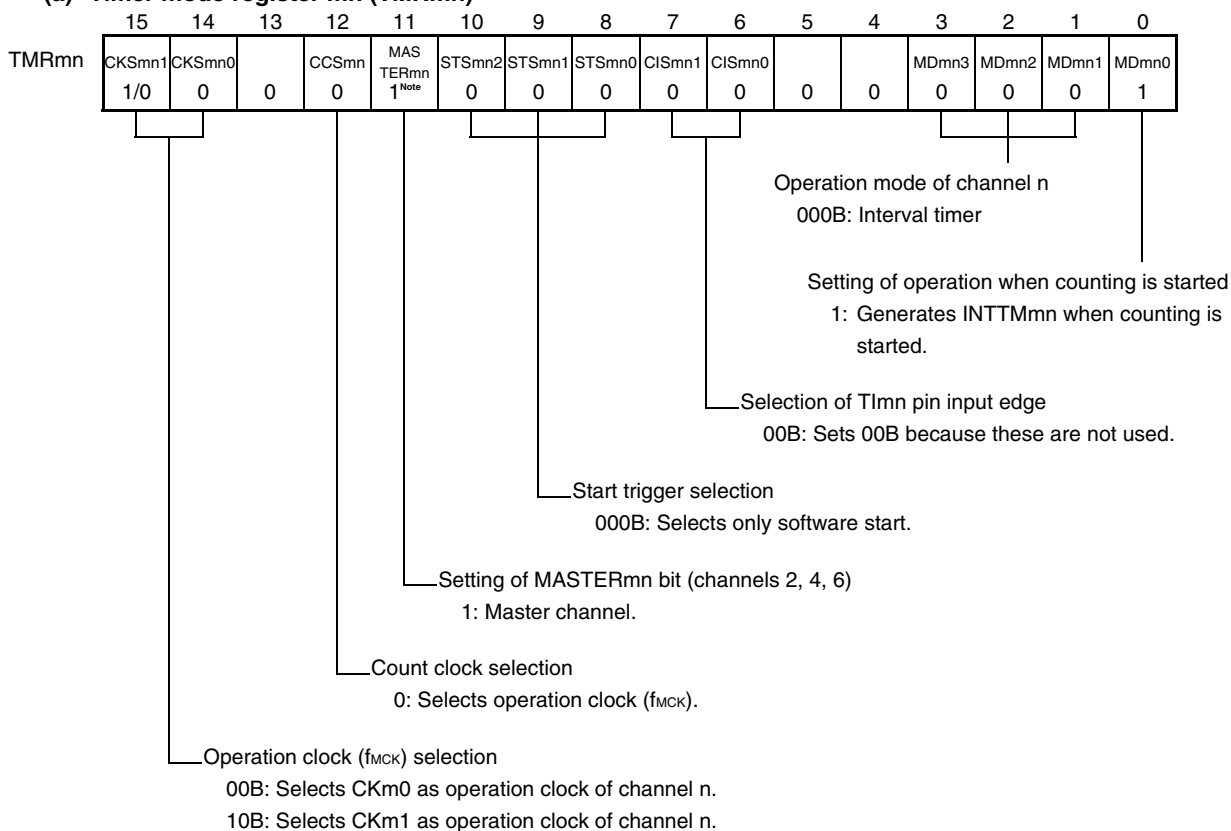 (a) Timer mode register mn (TMRmn)
15 14 13 12 11 10 9 8 7 6 5 4 3 2 1 0
TMRmn CKSmn1 CKSmn0 CCSmn MAS TERmn STSmn2 STSmn1 STSmn0 CISmn1 CISmn0 MDmn3 MDmn2 MDmn1 MDmn0
1/0 0 0 0 1Note 0 0 0 0 0 0 0 0 0 0 1
Operation mode of channel n
000B: Interval timer
Setting of operation when counting is started
1: Generates INTTMmn when counting is
started.
Selection of TImn pin input edge
00B: Sets 00B because these are not used.
Start trigger selection
000B: Selects only software start.
Setting of MASTERmn bit (channels 2, 4, 6)
1: Master channel.
Count clock selection
0: Selects operation clock (fMCK).
Operation clock (fMCK) selection
00B: Selects CKm0 as operation clock of channel n.
10B: Selects CKm1 as operation clock of channel n.